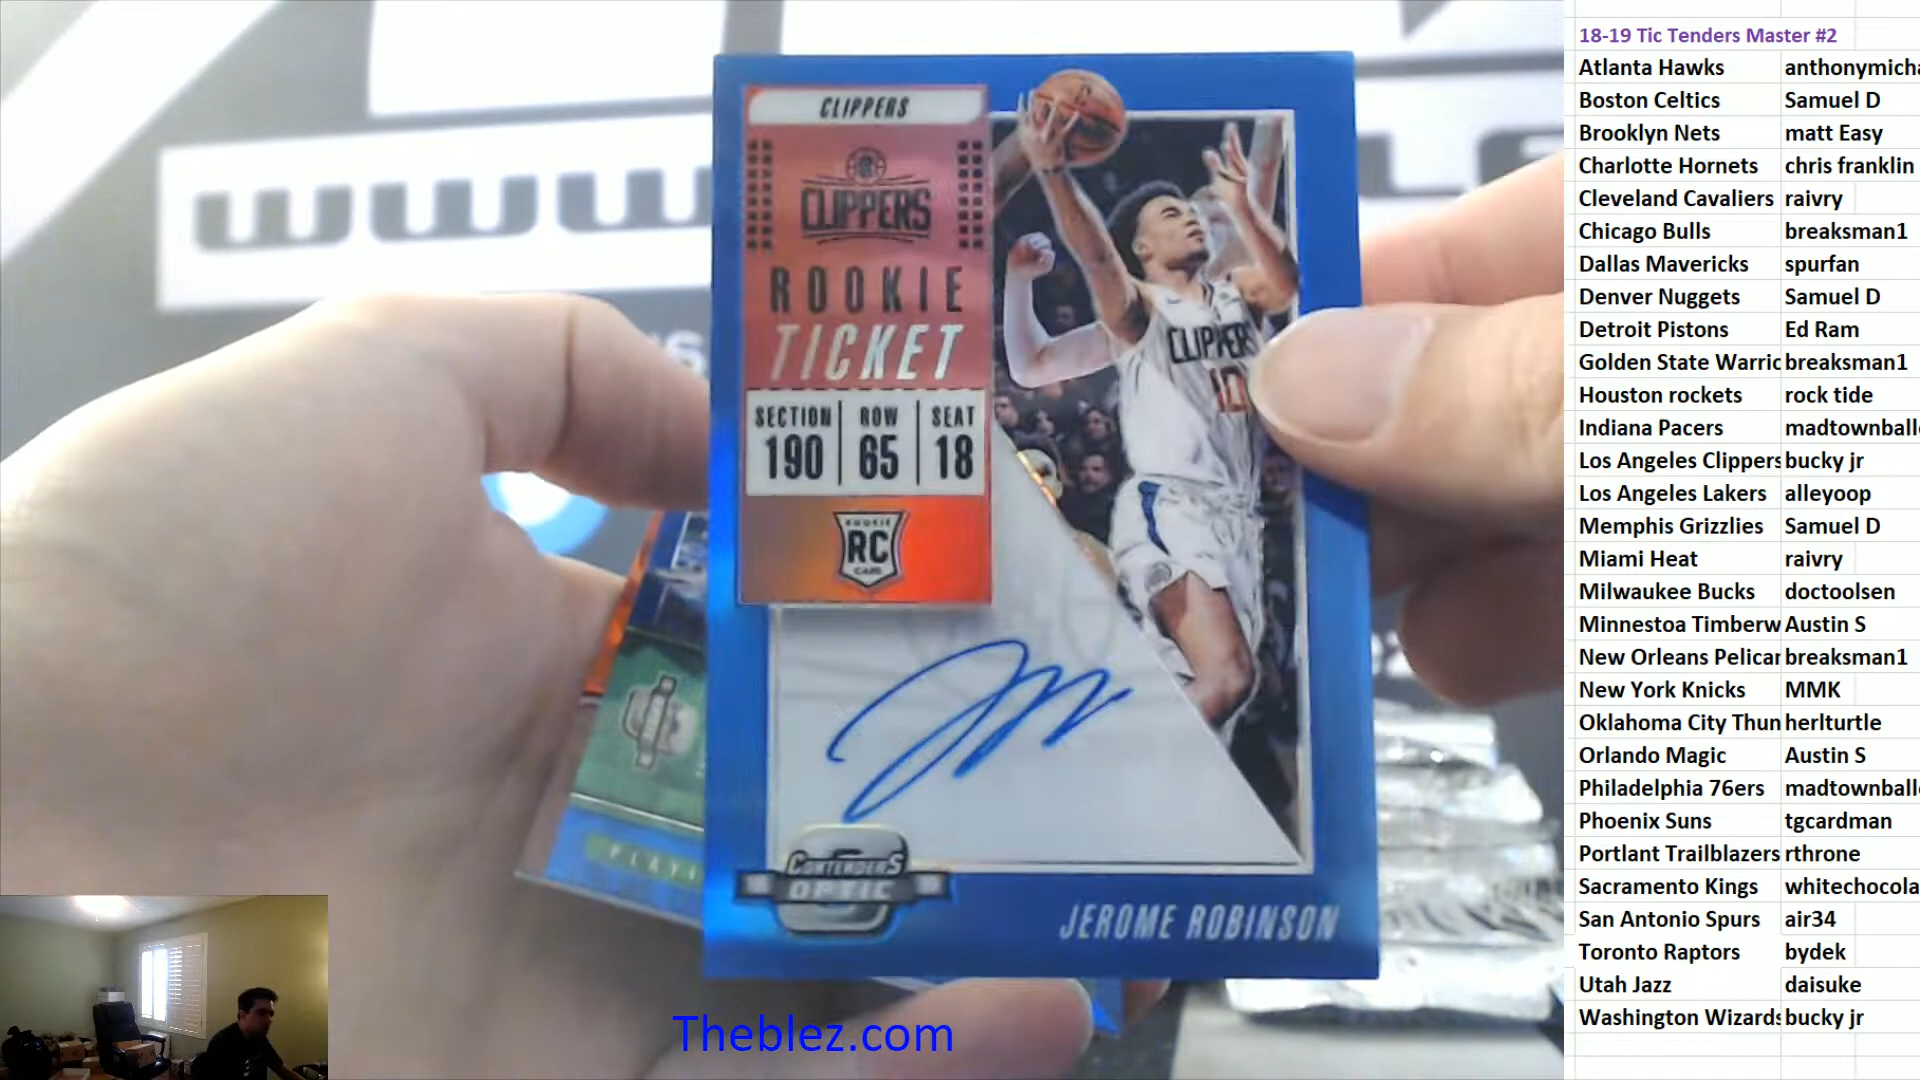 CLIPPERS
CLIPPERS
ROOKIE
TICKET
SECTION ROW SEAT
190 65 18
ROOKIE
RC
CARD
CLIPPERS
10
CONTENDERS
OPTIC
JEROME ROBINSON
Theblez.com
18-19 Tic Tenders Master #2
Atlanta Hawks anthonymicha
Boston Celtics Samuel D
Brooklyn Nets matt Easy
Charlotte Hornets chris franklin
Cleveland Cavaliers raivry
Chicago Bulls breaksman1
Dallas Mavericks spurfan
Denver Nuggets Samuel D
Detroit Pistons Ed Ram
Golden State Warric breaksman1
Houston rockets rock tide
Indiana Pacers madtownball
Los Angeles Clippers bucky jr
Los Angeles Lakers alleyoop
Memphis Grizzlies Samuel D
Miami Heat raivry
Milwaukee Bucks doctoolsen
Minnestoa Timberw Austin S
New Orleans Pelican breaksman1
New York Knicks MMK
Oklahoma City Thun herlturtle
Orlando Magic Austin S
Philadelphia 76ers madtownball
Phoenix Suns tgcardman
Portlant Trailblazers rthrone
Sacramento Kings whitechocola
San Antonio Spurs air34
Toronto Raptors bydek
Utah Jazz daisuke
Washington Wizards bucky jr